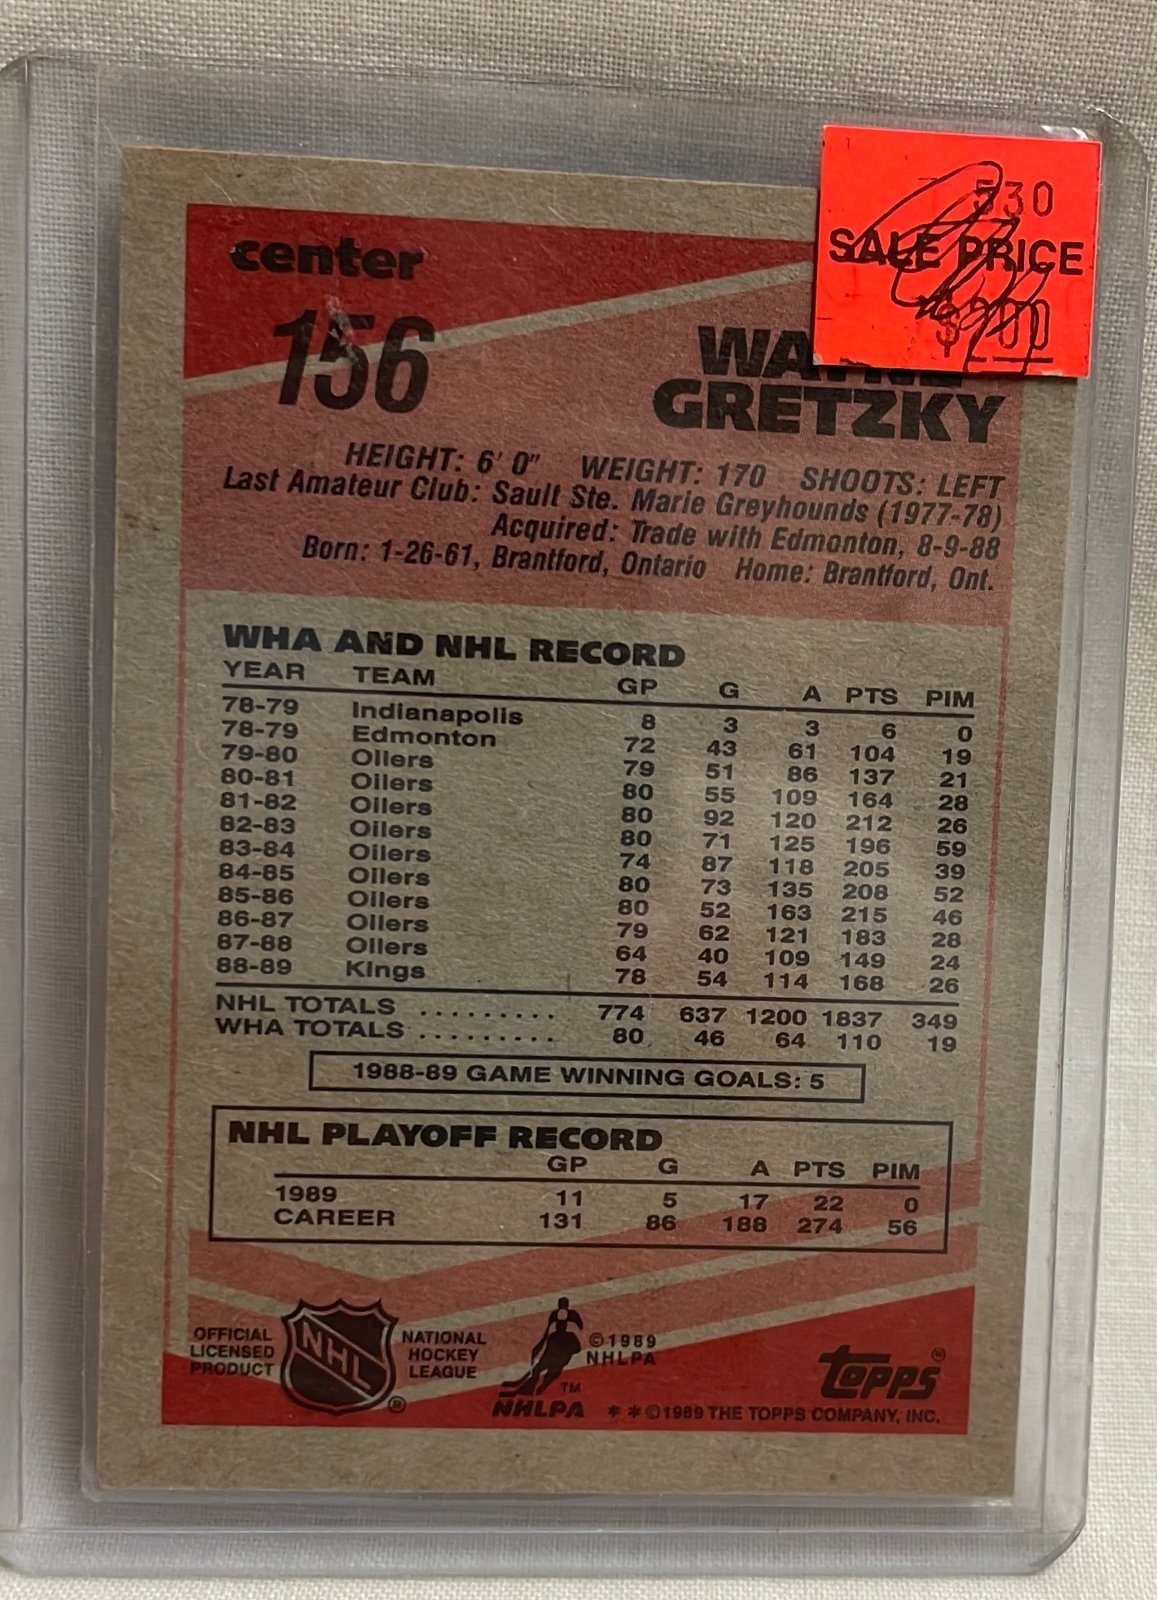 530
SALE PRICE
center
156
WAYNE
GRETZKY
HEIGHT: 6' 0" WEIGHT: 170 SHOOTS: LEFT
Last Amateur Club: Sault Ste. Marie Greyhounds (1977-78)
Acquired: Trade with Edmonton, 8-9-88
Born: 1-26-61, Brantford, Ontario Home: Brantford, Ont.
WHA AND NHL RECORD
YEAR TEAM GP G A PTS PIM
78-79 Indianapolis 8 3 3 6 0
78-79 Edmonton 72 43 61 104 19
79-80 Oilers 79 51 86 137 21
80-81 Oilers 80 55 109 164 28
81-82 Oilers 80 92 120 212 26
82-83 Oilers 80 71 125 196 59
83-84 Oilers 74 87 118 205 39
84-85 Oilers 80 73 135 208 52
85-86 Oilers 80 52 163 215 46
86-87 Oilers 79 62 121 183 28
87-88 Oilers 64 40 109 149 24
88-89 Kings 78 54 114 168 26
NHL TOTALS ......... 774 637 1200 1837 349
WHA TOTALS ......... 80 46 64 110 19
1988-89 GAME WINNING GOALS: 5
NHL PLAYOFF RECORD
GP G A PTS PIM
1989 11 5 17 22 0
CAREER 131 86 188 274 56
OFFICIAL
LICENSED
PRODUCT
NHL
®
NATIONAL
HOCKEY
LEAGUE
©1989
NHLPA
TM
NHLPA
topps
®
**©1989 THE TOPPS COMPANY, INC.